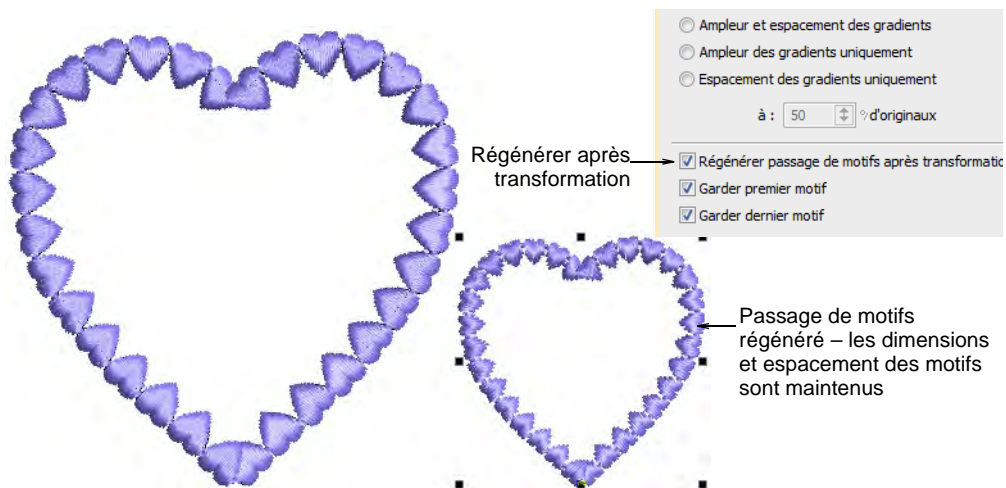 Ampleur et espacement des gradients
Ampleur des gradients uniquement
Espacement des gradients uniquement
à : 50 % d'originaux
Régénérer après
transformation
Régénérer passage de motifs après transformatio
Garder premier motif
Garder dernier motif
Passage de motifs
régénéré – les dimensions
et espacement des motifs
sont maintenus